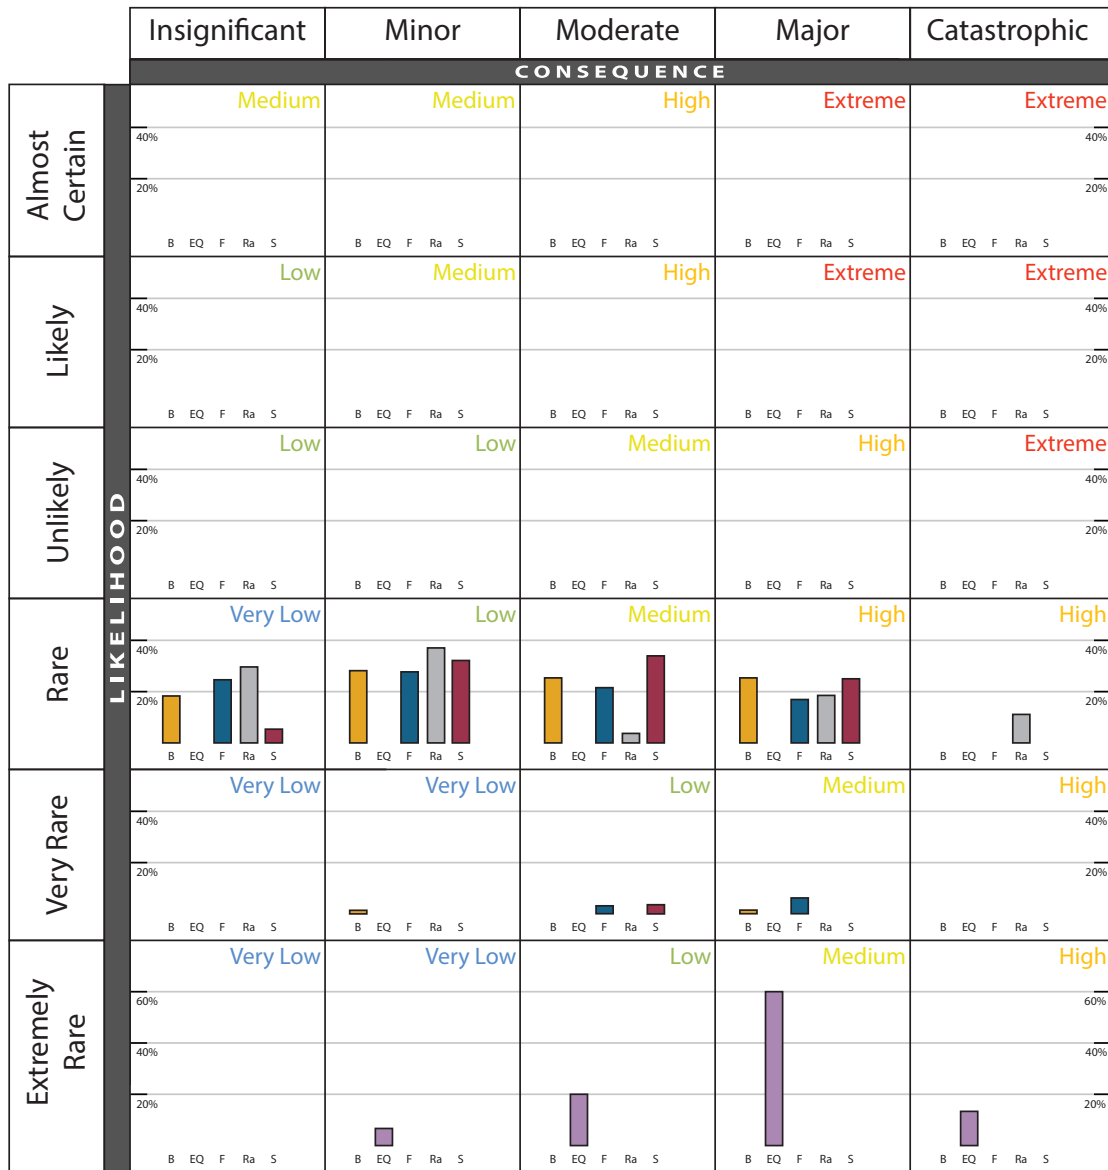 Insignificant Minor Moderate Major Catastrophic
CONSEQUENCE
LIKELIHOOD
Almost
Certain
Medium Medium High Extreme Extreme
40% 40%
20% 20%
B EQ F Ra S B EQ F Ra S B EQ F Ra S B EQ F Ra S B EQ F Ra S
Likely
Low Medium High Extreme Extreme
40% 40%
20% 20%
B EQ F Ra S B EQ F Ra S B EQ F Ra S B EQ F Ra S B EQ F Ra S
Unlikely
Low Low Medium High Extreme
40% 40%
20% 20%
B EQ F Ra S B EQ F Ra S B EQ F Ra S B EQ F Ra S B EQ F Ra S
Rare
Very Low Low Medium High High
40% 40%
20% 20%
B EQ F Ra S B EQ F Ra S B EQ F Ra S B EQ F Ra S B EQ F Ra S
Very Rare
Very Low Very Low Low Medium High
40% 40%
20% 20%
B EQ F Ra S B EQ F Ra S B EQ F Ra S B EQ F Ra S B EQ F Ra S
Extremely
Rare
Very Low Very Low Low Medium High
60% 60%
40% 40%
20% 20%
B EQ F Ra S B EQ F Ra S B EQ F Ra S B EQ F Ra S B EQ F Ra S